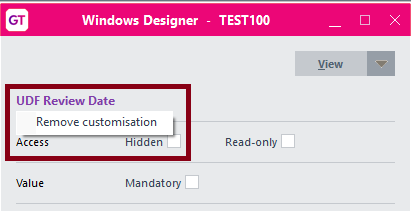 GT Windows Designer - TEST100
View
UDF Review Date
Remove customisation
Access Hidden Read-only
Value Mandatory